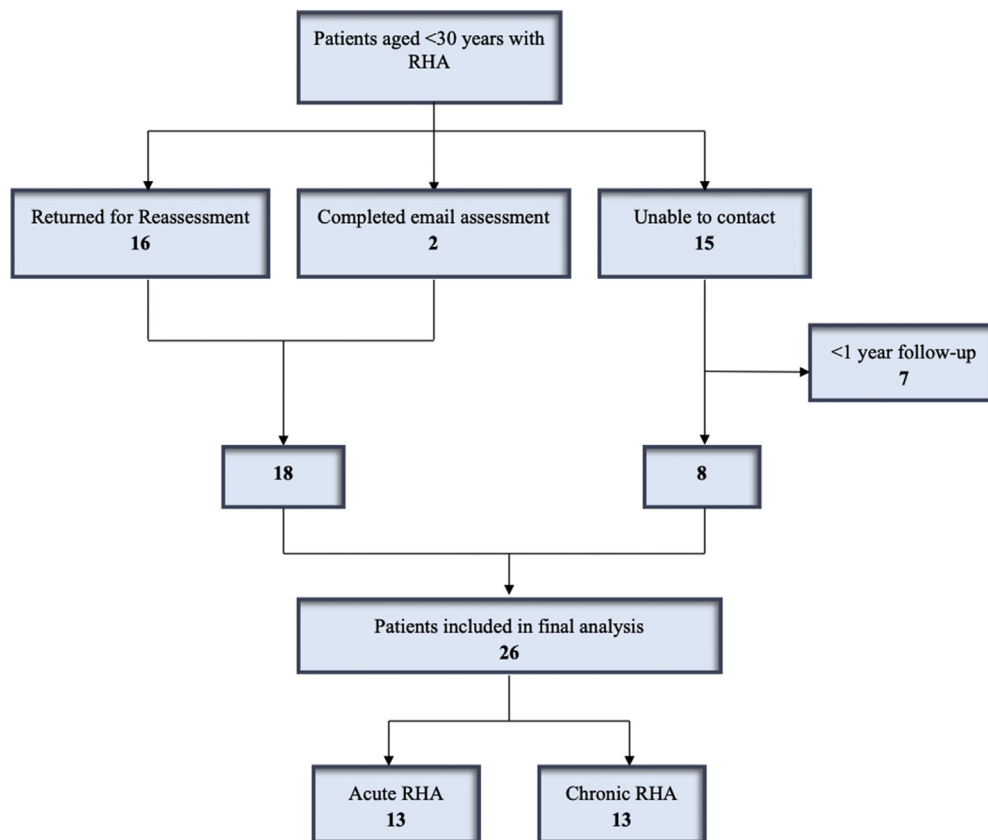 Patients aged <30 years with
RHA
Returned for Reassessment
16
Completed email assessment
2
Unable to contact
15
<1 year follow-up
7
18
8
Patients included in final analysis
26
Acute RHA
13
Chronic RHA
13